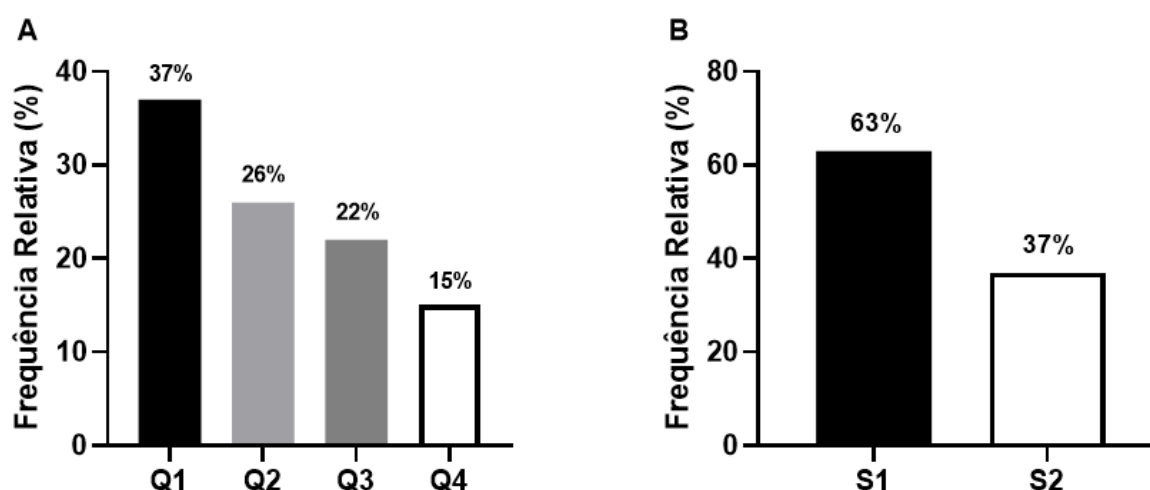 A
Frequência Relativa (%)
40
30
20
10
0
37%
26%
22%
15%
Q1 Q2 Q3 Q4
B
Frequência Relativa (%)
80
60
40
20
0
63%
37%
S1 S2